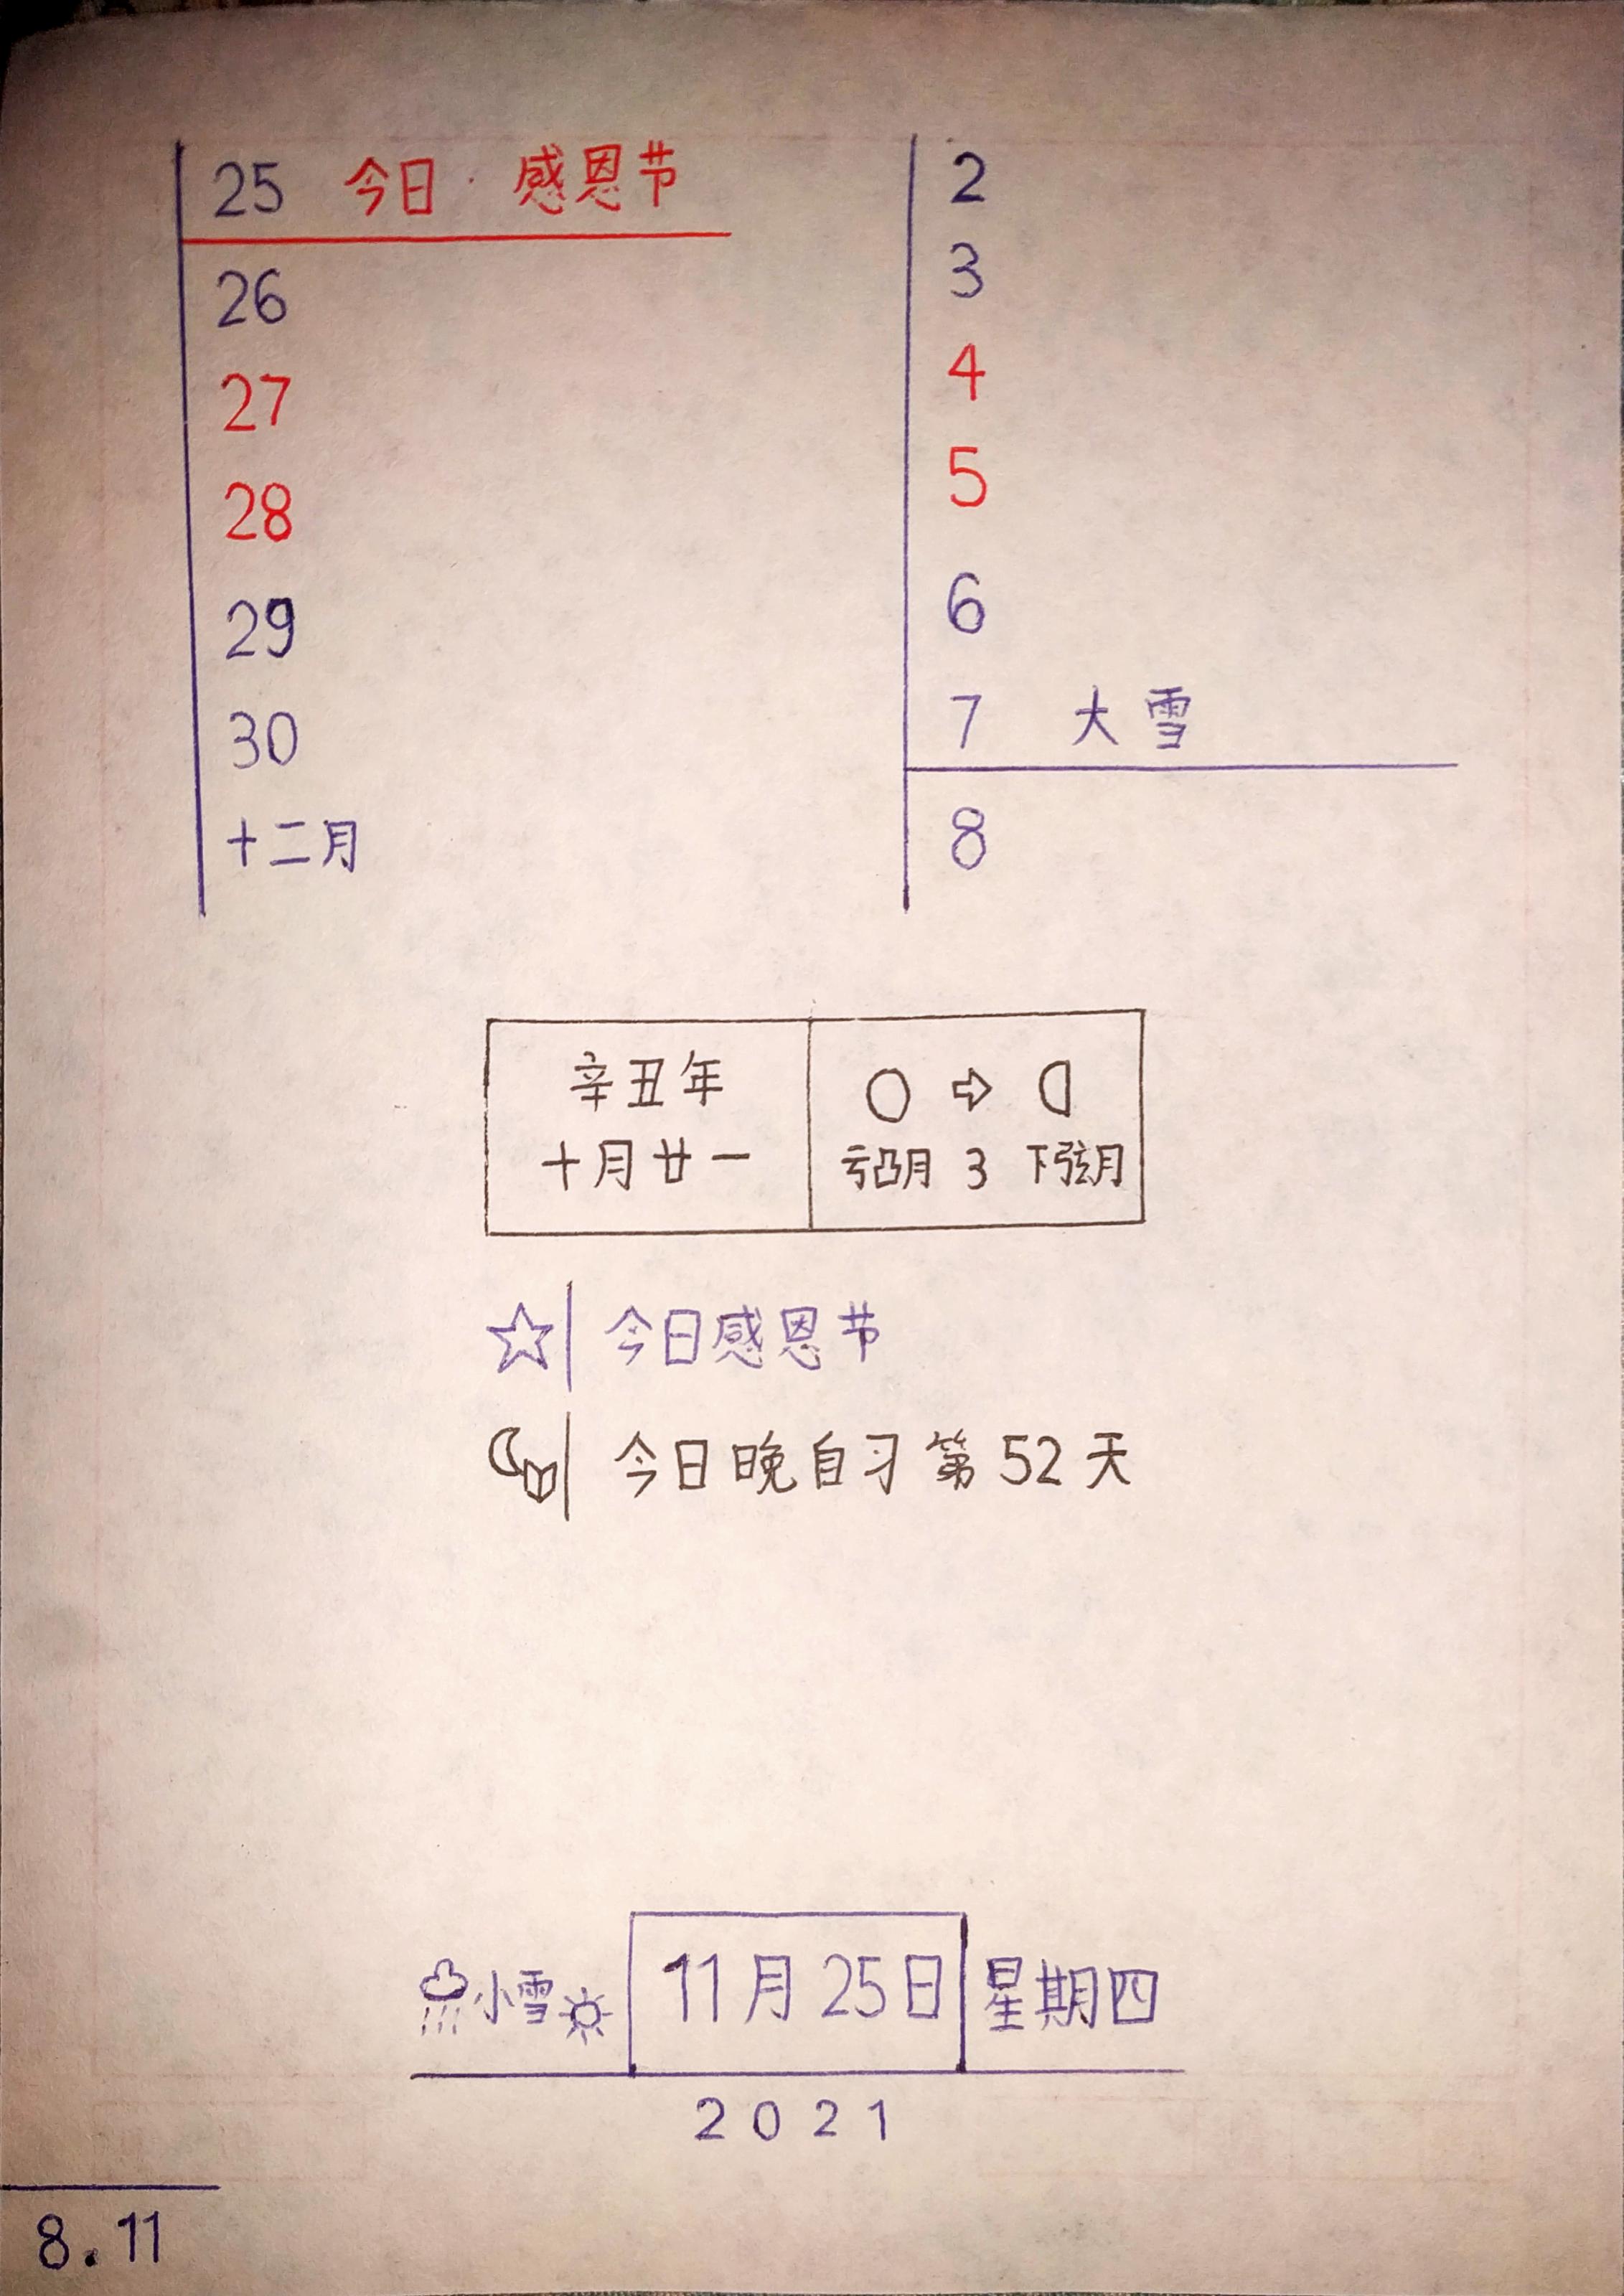 25 今日·感恩节
26
27
28
29
30
十二月
2
3
4
5
6
7 大雪
8
辛丑年
十月廿一
亏凸月 3 下弦月
今日感恩节
今日晚自习第52天
小雪 11月25日 星期四
2021
8.11